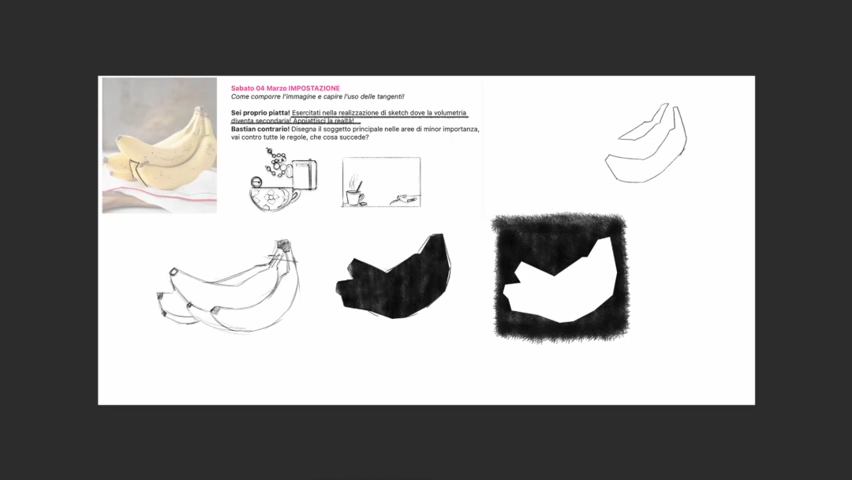 Sabato 04 Marzo IMPOSTAZIONE
Come comporre l'immagine e capire l'uso delle tangenti!
Sei proprio piatta! Esercitati nella realizzazione di sketch dove la volumetria
diventa secondaria! Appiattisci la realtà!...
Bastian contrario! Disegna il soggetto principale nelle aree di minor importanza,
vai contro tutte le regole, che cosa succede?